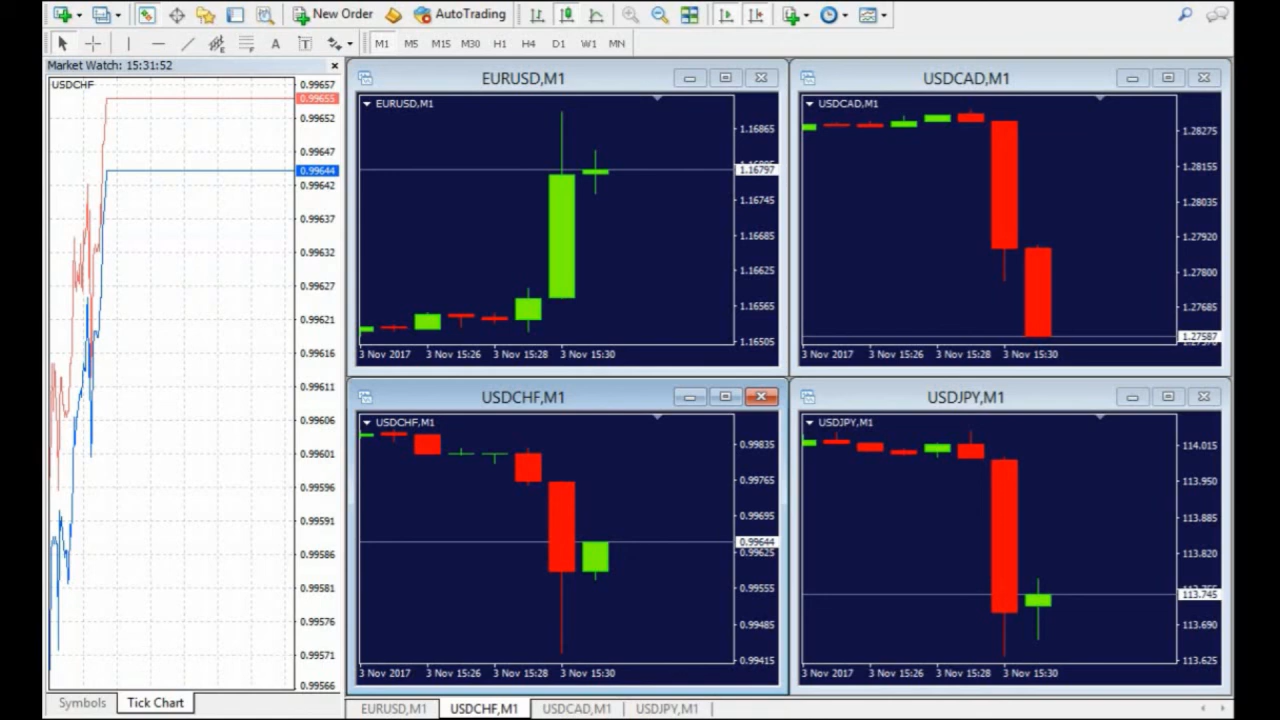 New Order
AutoTrading
A
T
M1
M5
M15
M30
H1
H4
D1
W1
MN
Market Watch: 15:31:52
USDCHF
0.99657
0.99655
0.99652
0.99647
0.99644
0.99642
0.99637
0.99632
0.99627
0.99621
0.99616
0.99611
0.99606
0.99601
0.99596
0.99591
0.99586
0.99581
0.99576
0.99571
0.99566
Symbols
Tick Chart
EURUSD,M1
EURUSD,M1
1.16865
1.16797
1.16745
1.16685
1.16625
1.16565
1.16505
3 Nov 2017
3 Nov 15:26
3 Nov 15:28
3 Nov 15:30
USDCAD,M1
USDCAD,M1
1.28275
1.28155
1.28035
1.27920
1.27800
1.27685
1.27587
3 Nov 2017
3 Nov 15:26
3 Nov 15:28
3 Nov 15:30
USDCHF,M1
USDCHF,M1
0.99835
0.99765
0.99695
0.99644
0.99625
0.99555
0.99485
0.99415
3 Nov 2017
3 Nov 15:26
3 Nov 15:28
3 Nov 15:30
USDJPY,M1
USDJPY,M1
114.015
113.950
113.885
113.820
113.745
113.690
113.625
3 Nov 2017
3 Nov 15:26
3 Nov 15:28
3 Nov 15:30
EURUSD,M1
USDCHF,M1
USDCAD,M1
USDJPY,M1